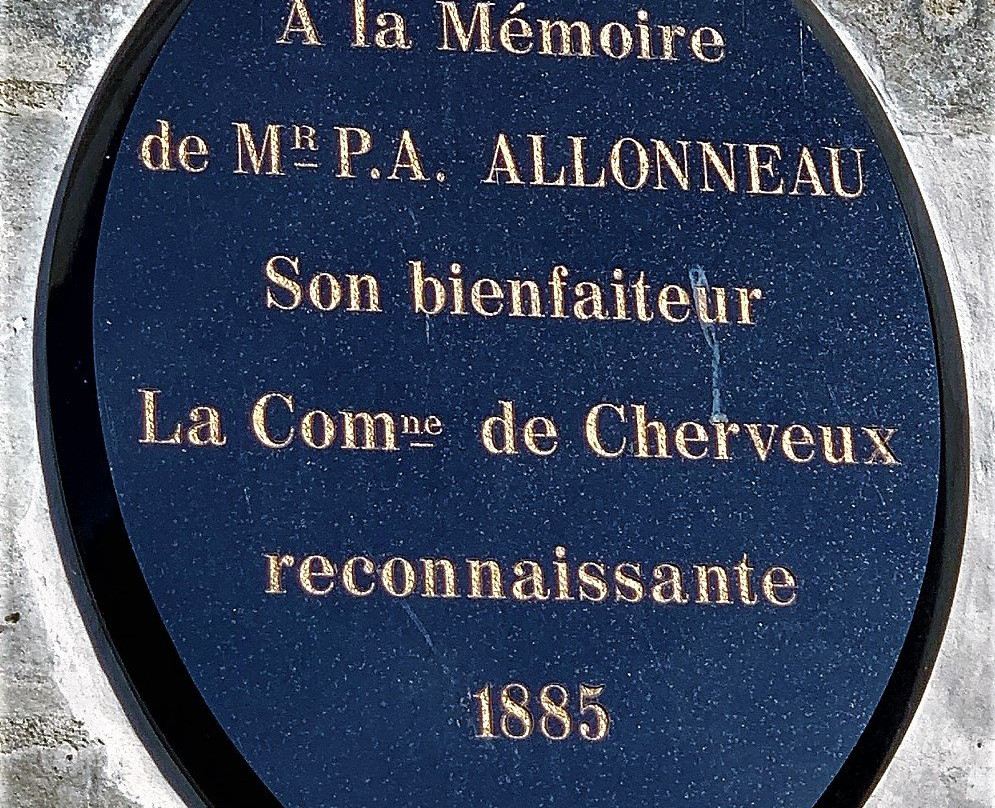 A la Mémoire
de Mᴿ P.A. ALLONNEAU
Son bienfaiteur
La Comⁿᵉ de Cherveux
reconnaissante
1885